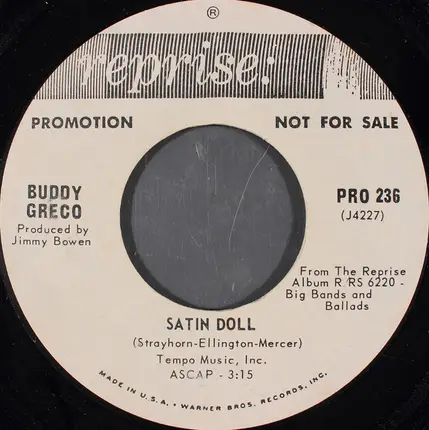 ®
reprise:
PROMOTION NOT FOR SALE
BUDDY
GRECO
Produced by
Jimmy Bowen
PRO 236
(J4227)
From The Reprise
Album R/RS 6220 -
Big Bands and
Ballads
SATIN DOLL
(Strayhorn-Ellington-Mercer)
Tempo Music, Inc.
ASCAP - 3:15
MADE IN U.S.A. • WARNER BROS. RECORDS, INC.